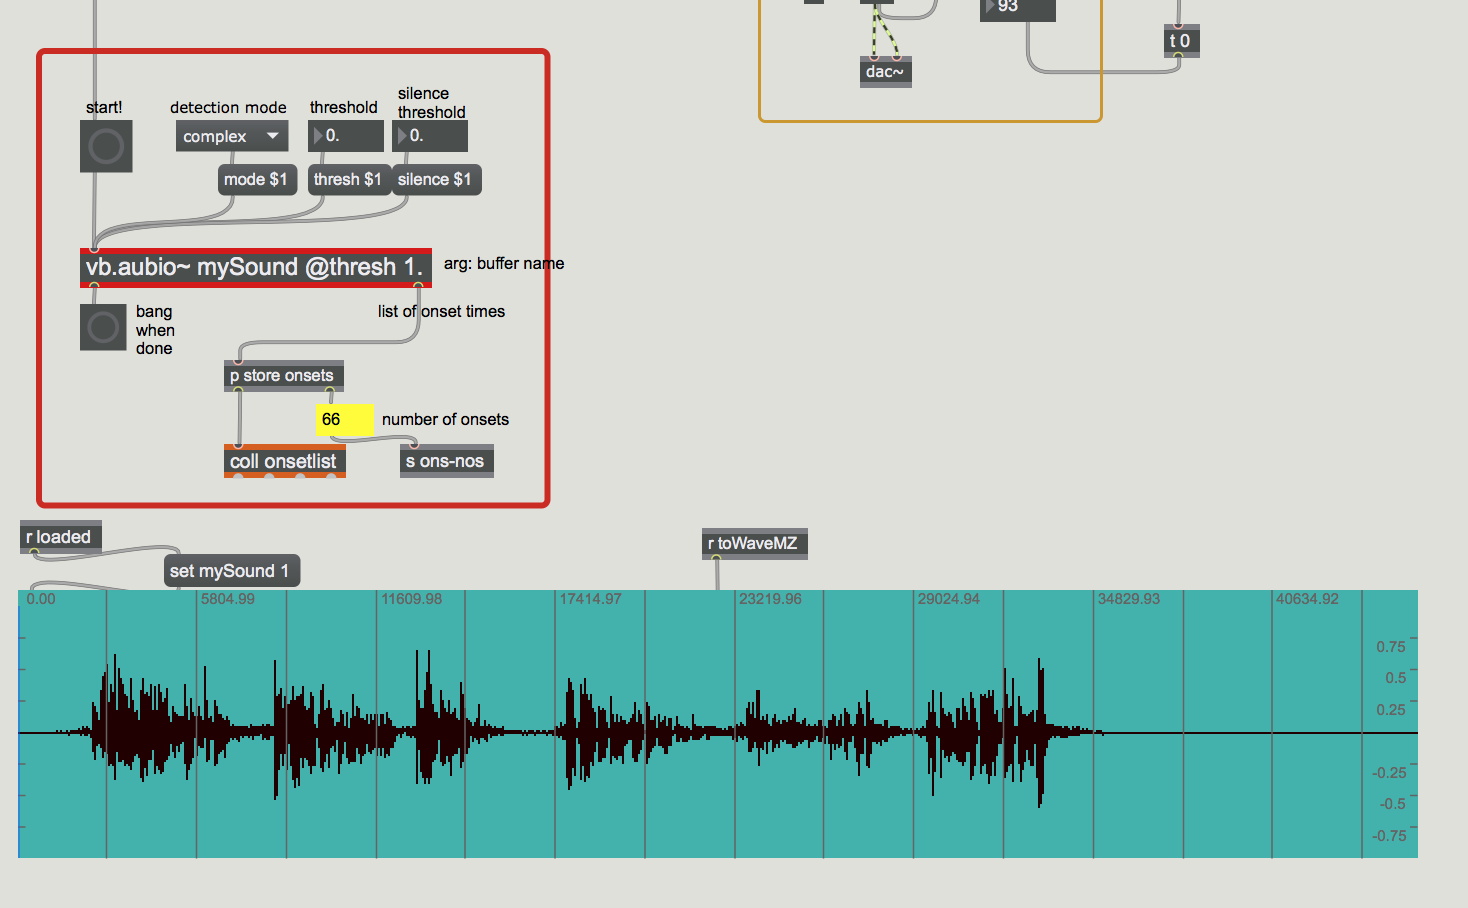 93
t 0
dac~
start!
detection mode
threshold
silence
threshold
complex
0.
0.
mode $1
thresh $1
silence $1
vb.aubio~ mySound @thresh 1.
arg: buffer name
bang
when
done
list of onset times
p store onsets
66
number of onsets
coll onsetlist
s ons-nos
r loaded
r toWaveMZ
set mySound 1
0.00
5804.99
11609.98
17414.97
23219.96
29024.94
34829.93
40634.92
0.75
0.5
0.25
-0.25
-0.5
-0.75